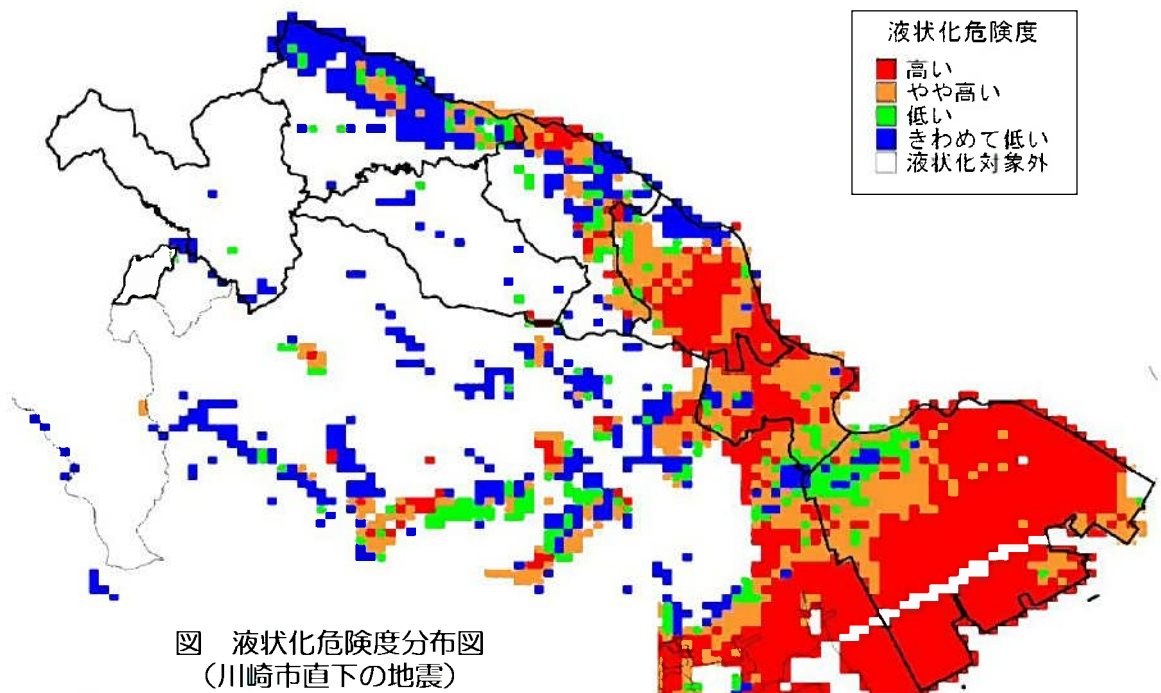 液状化危険度
高い
やや高い
低い
きわめて低い
液状化対象外
図　液状化危険度分布図
（川崎市直下の地震）